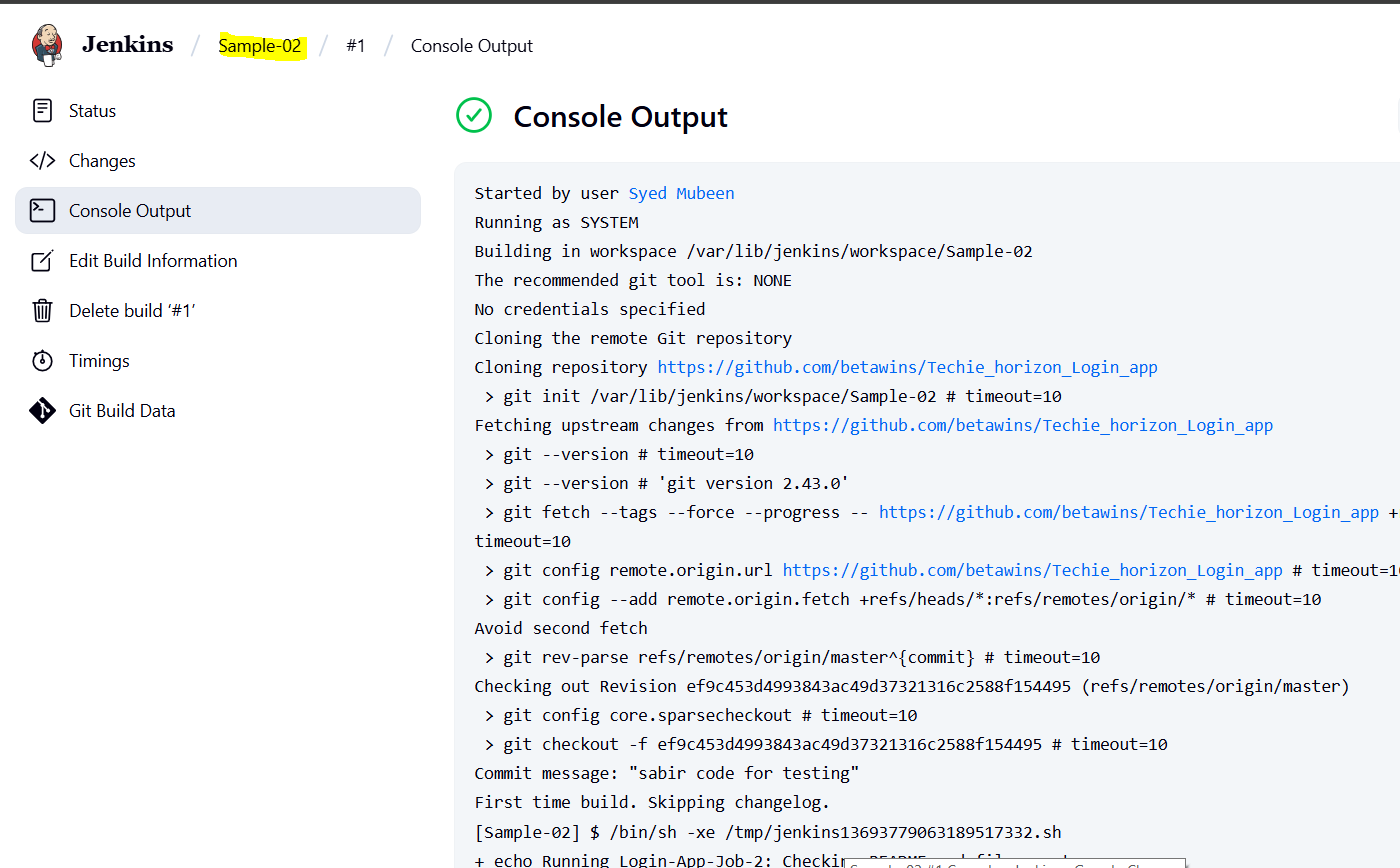 Jenkins / Sample-02 / #1 / Console Output
Status
Changes
Console Output
Edit Build Information
Delete build ‘#1’
Timings
Git Build Data
Console Output
Started by user Syed Mubeen
Running as SYSTEM
Building in workspace /var/lib/jenkins/workspace/Sample-02
The recommended git tool is: NONE
No credentials specified
Cloning the remote Git repository
Cloning repository https://github.com/betawins/Techie_horizon_Login_app
> git init /var/lib/jenkins/workspace/Sample-02 # timeout=10
Fetching upstream changes from https://github.com/betawins/Techie_horizon_Login_app
> git --version # timeout=10
> git --version # 'git version 2.43.0'
> git fetch --tags --force --progress -- https://github.com/betawins/Techie_horizon_Login_app +
timeout=10
> git config remote.origin.url https://github.com/betawins/Techie_horizon_Login_app # timeout=10
> git config --add remote.origin.fetch +refs/heads/*:refs/remotes/origin/* # timeout=10
Avoid second fetch
> git rev-parse refs/remotes/origin/master^{commit} # timeout=10
Checking out Revision ef9c453d4993843ac49d37321316c2588f154495 (refs/remotes/origin/master)
> git config core.sparsecheckout # timeout=10
> git checkout -f ef9c453d4993843ac49d37321316c2588f154495 # timeout=10
Commit message: "sabir code for testing"
First time build. Skipping changelog.
[Sample-02] $ /bin/sh -xe /tmp/jenkins13693779063189517332.sh
+ echo Running Login-App-Job-2: Checking README